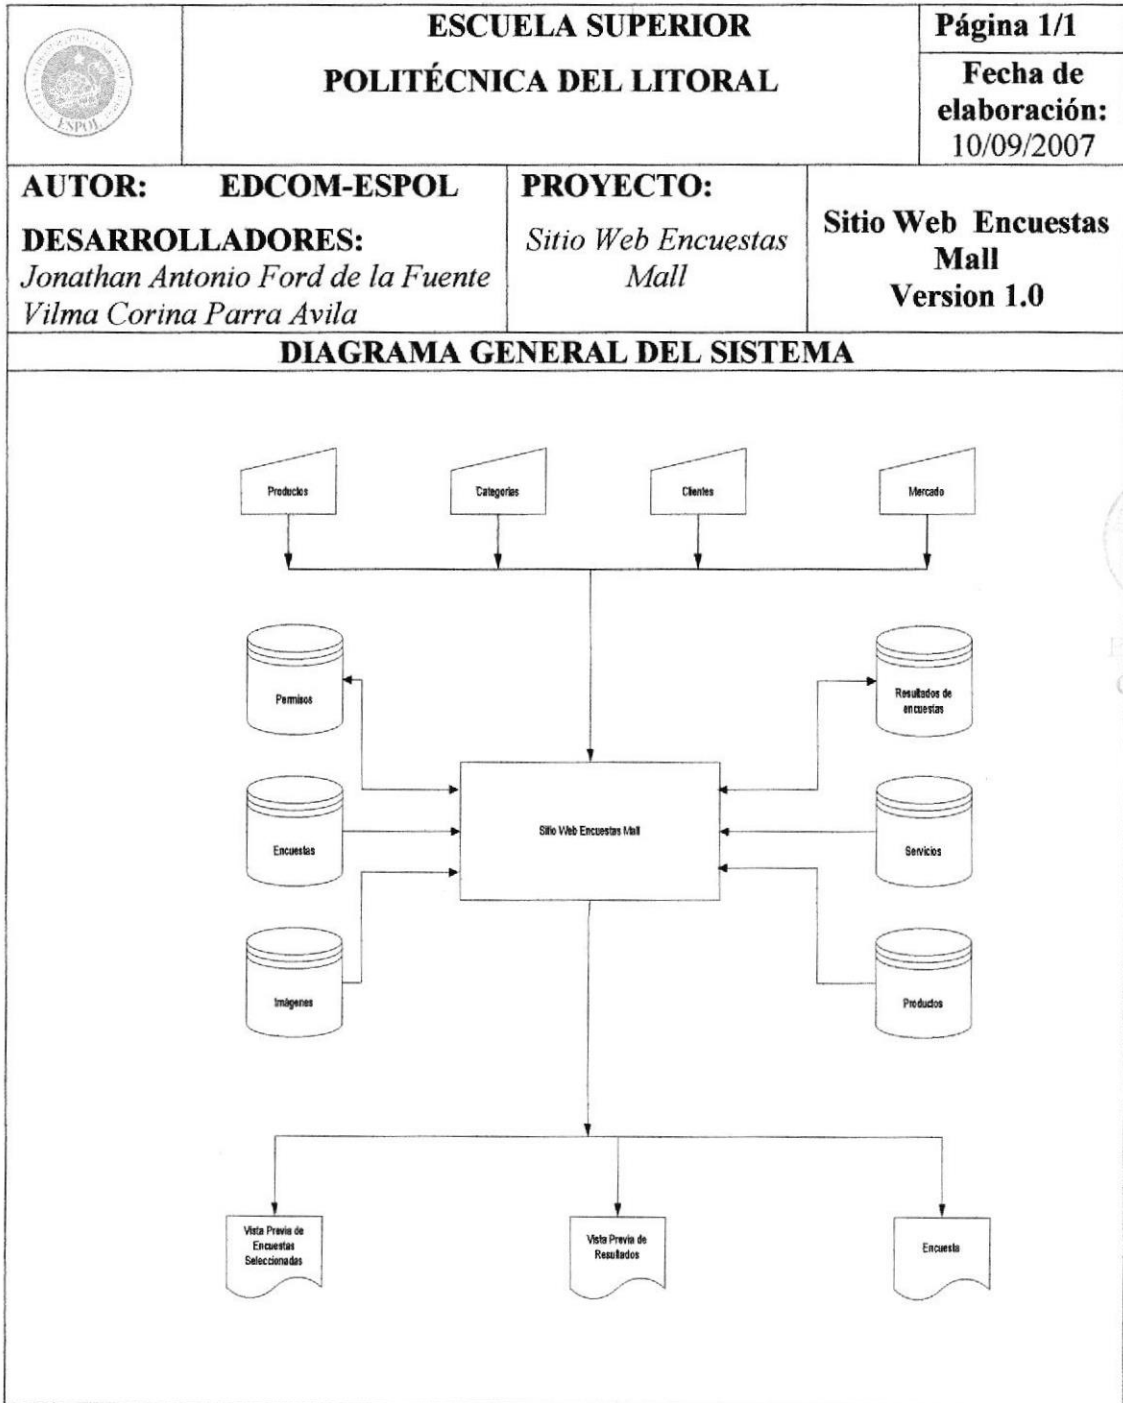 ESCUELA SUPERIOR
POLITÉCNICA DEL LITORAL
Página 1/1
Fecha de
elaboración:
10/09/2007
ESPOL
AUTOR: EDCOM-ESPOL
DESARROLLADORES:
Jonathan Antonio Ford de la Fuente
Vilma Corina Parra Avila
PROYECTO:
Sitio Web Encuestas
Mall
Sitio Web Encuestas
Mall
Version 1.0
DIAGRAMA GENERAL DEL SISTEMA
Productos
Categorías
Clientes
Mercado
Permisos
Resultados de
encuestas
Encuestas
Sitio Web Encuestas Mall
Servicios
Imágenes
Productos
Vista Previa de
Encuestas
Seleccionadas
Vista Previa de
Resultados
Encuesta